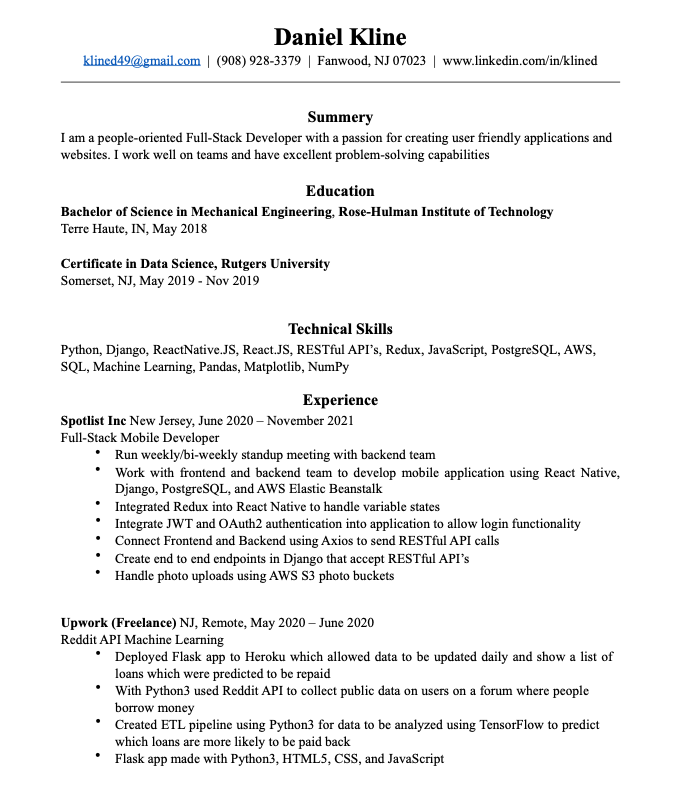 Daniel Kline
klined49@gmail.com | (908) 928-3379 | Fanwood, NJ 07023 | www.linkedin.com/in/klined
Summery
I am a people-oriented Full-Stack Developer with a passion for creating user friendly applications and
websites. I work well on teams and have excellent problem-solving capabilities
Education
Bachelor of Science in Mechanical Engineering, Rose-Hulman Institute of Technology
Terre Haute, IN, May 2018
Certificate in Data Science, Rutgers University
Somerset, NJ, May 2019 - Nov 2019
Technical Skills
Python, Django, ReactNative.JS, React.JS, RESTful API’s, Redux, JavaScript, PostgreSQL, AWS,
SQL, Machine Learning, Pandas, Matplotlib, NumPy
Experience
Spotlist Inc New Jersey, June 2020 – November 2021
Full-Stack Mobile Developer
• Run weekly/bi-weekly standup meeting with backend team
• Work with frontend and backend team to develop mobile application using React Native,
Django, PostgreSQL, and AWS Elastic Beanstalk
• Integrated Redux into React Native to handle variable states
• Integrate JWT and OAuth2 authentication into application to allow login functionality
• Connect Frontend and Backend using Axios to send RESTful API calls
• Create end to end endpoints in Django that accept RESTful API’s
• Handle photo uploads using AWS S3 photo buckets
Upwork (Freelance) NJ, Remote, May 2020 – June 2020
Reddit API Machine Learning
• Deployed Flask app to Heroku which allowed data to be updated daily and show a list of
loans which were predicted to be repaid
• With Python3 used Reddit API to collect public data on users on a forum where people
borrow money
• Created ETL pipeline using Python3 for data to be analyzed using TensorFlow to predict
which loans are more likely to be paid back
• Flask app made with Python3, HTML5, CSS, and JavaScript